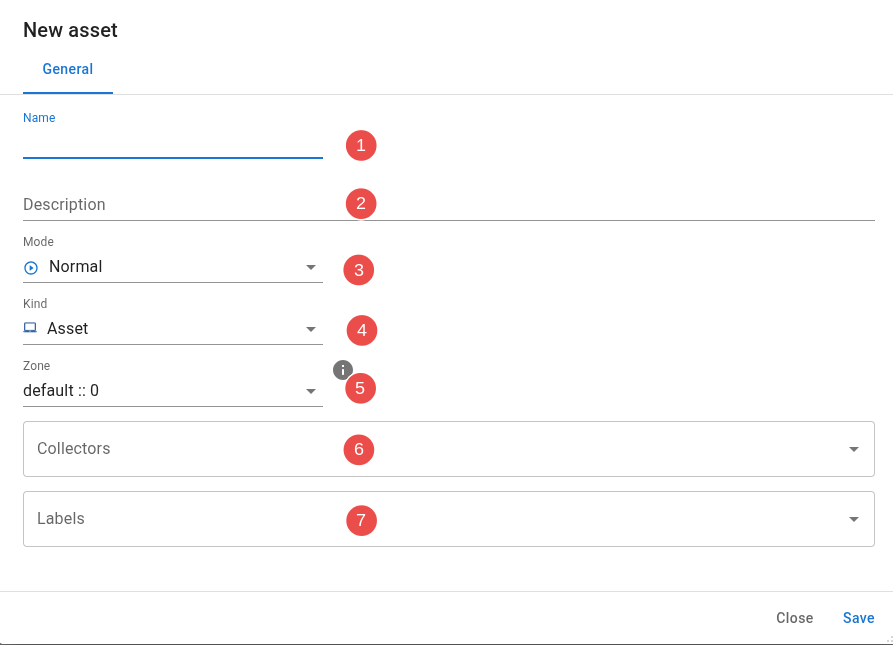 New asset
General
Name
1
Description 2
Mode
Normal 3
Kind
Asset 4
Zone
i
default :: 0 5
Collectors 6
Labels 7
Close Save